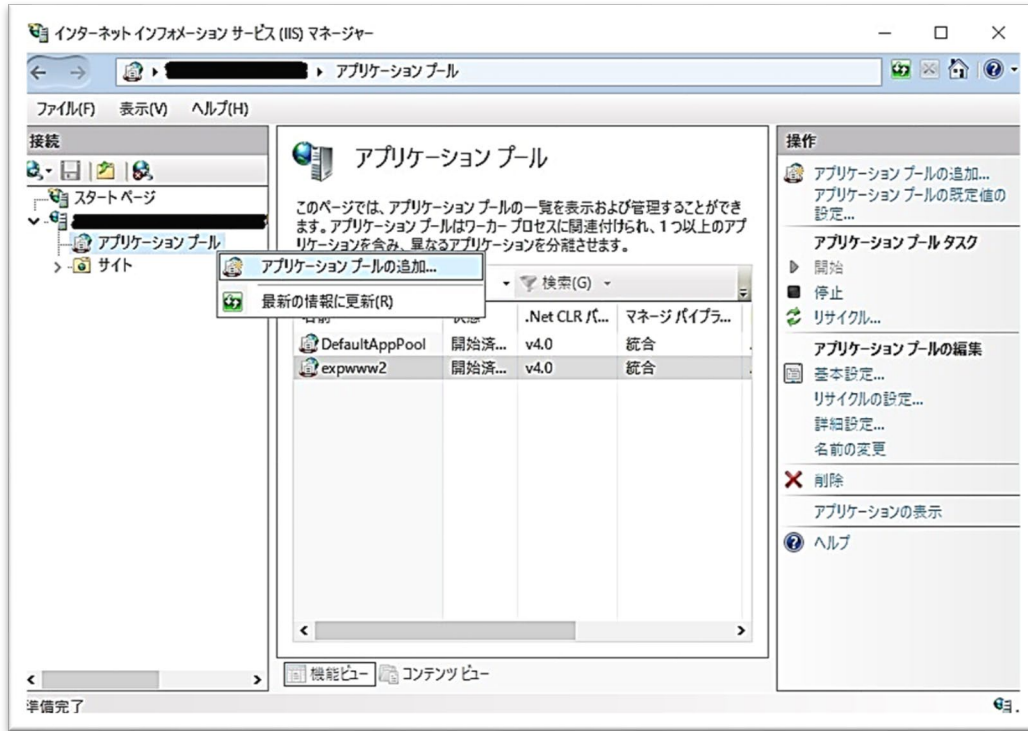 インターネット インフォメーション サービス (IIS) マネージャー
アプリケーション プール
ファイル(F) 表示(V) ヘルプ(H)
接続
スタート ページ
アプリケーション プール
サイト
アプリケーション プールの追加...
最新の情報に更新(R)
アプリケーション プール
このページでは、アプリケーション プールの一覧を表示および管理することができ
ます。アプリケーション プールはワーカー プロセスに関連付けられ、1 つ以上のアプ
リケーションを含み、異なるアプリケーションを分離させます。
検索(G)
.Net CLR バ... マネージ パイプラ...
DefaultAppPool 開始済... v4.0 統合
expwww2 開始済... v4.0 統合
機能ビュー コンテンツ ビュー
操作
アプリケーション プールの追加...
アプリケーション プールの既定値の
設定...
アプリケーション プール タスク
開始
停止
リサイクル...
アプリケーション プールの編集
基本設定...
リサイクルの設定...
詳細設定...
名前の変更
削除
アプリケーションの表示
ヘルプ
準備完了